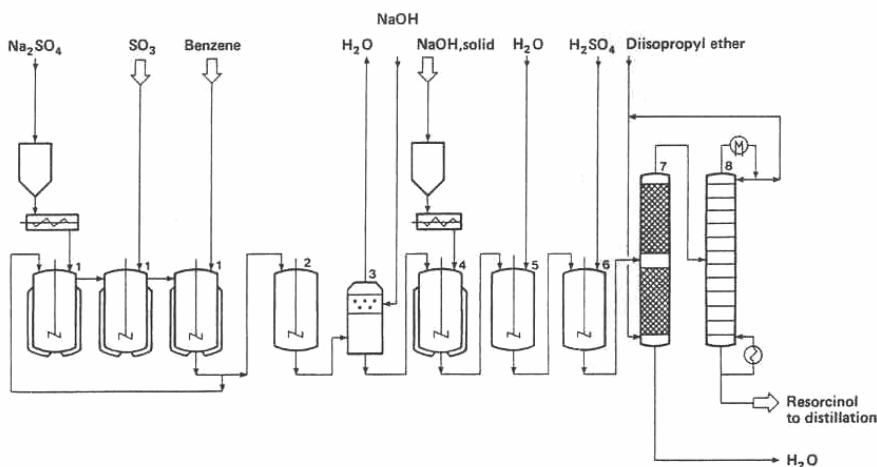 NaOH
Na₂SO₄ SO₃ Benzene H₂O NaOH,solid H₂O H₂SO₄ Diisopropyl ether
M
7 8
1 1 1 2 3 4 5 6
Resorcinol
to distillation
H₂O